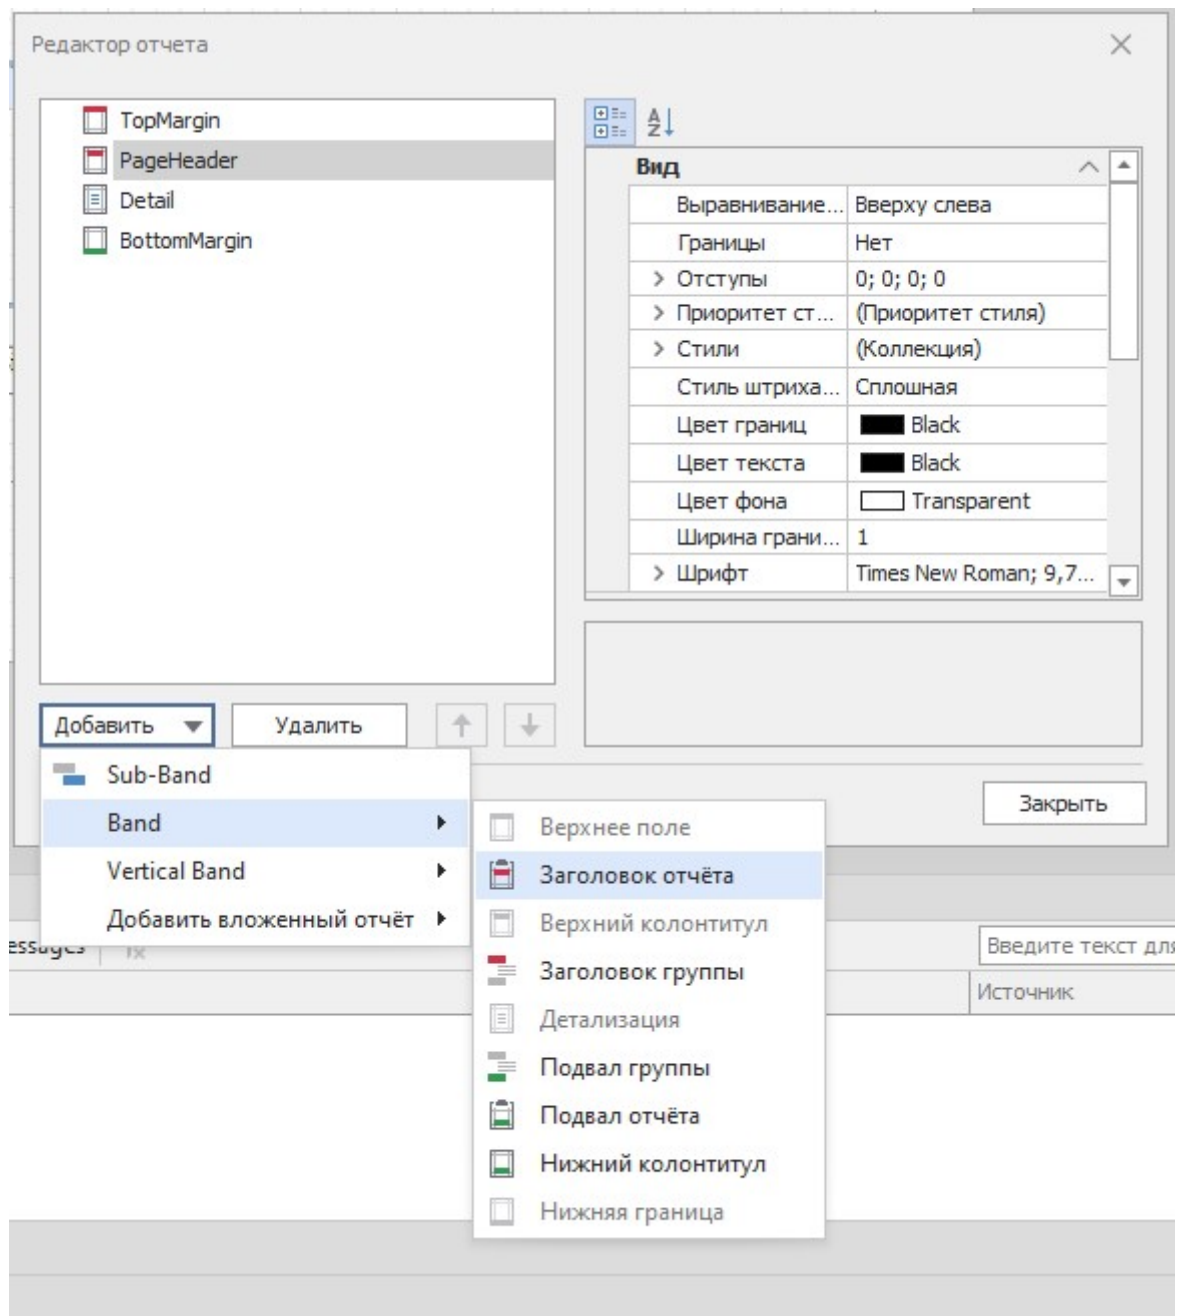 Редактор отчета
TopMargin
PageHeader
Detail
BottomMargin
Вид
Выравнивание... Вверху слева
Границы Нет
Отступы 0; 0; 0; 0
Приоритет ст... (Приоритет стиля)
Стили (Коллекция)
Стиль штриха... Сплошная
Цвет границ Black
Цвет текста Black
Цвет фона Transparent
Ширина грани... 1
Шрифт Times New Roman; 9,7...
Добавить Удалить
Sub-Band
Band
Vertical Band
Добавить вложенный отчёт
Закрыть
Верхнее поле
Заголовок отчёта
Верхний колонтитул
Заголовок группы
Детализация
Подвал группы
Подвал отчёта
Нижний колонтитул
Нижняя граница
essages
Введите текст для
Источник